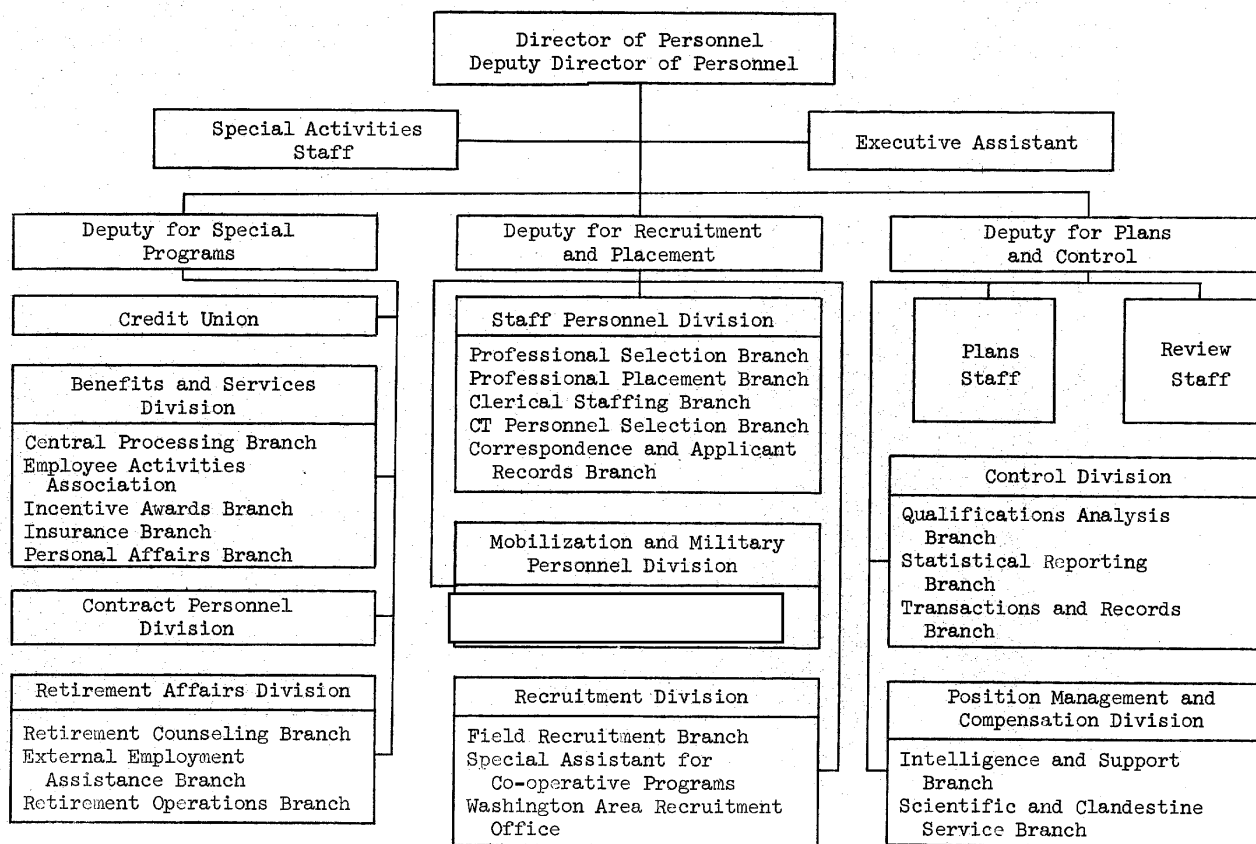 Director of Personnel
Deputy Director of Personnel
Special Activities
Staff
Executive Assistant
Deputy for Special
Programs
Credit Union
Benefits and Services
Division
Central Processing Branch
Employee Activities
Association
Incentive Awards Branch
Insurance Branch
Personal Affairs Branch
Contract Personnel
Division
Retirement Affairs Division
Retirement Counseling Branch
External Employment
Assistance Branch
Retirement Operations Branch
Deputy for Recruitment
and Placement
Staff Personnel Division
Professional Selection Branch
Professional Placement Branch
Clerical Staffing Branch
CT Personnel Selection Branch
Correspondence and Applicant
Records Branch
Mobilization and Military
Personnel Division
Recruitment Division
Field Recruitment Branch
Special Assistant for
Co-operative Programs
Washington Area Recruitment
Office
Deputy for Plans
and Control
Plans
Staff
Review
Staff
Control Division
Qualifications Analysis
Branch
Statistical Reporting
Branch
Transactions and Records
Branch
Position Management and
Compensation Division
Intelligence and Support
Branch
Scientific and Clandestine
Service Branch